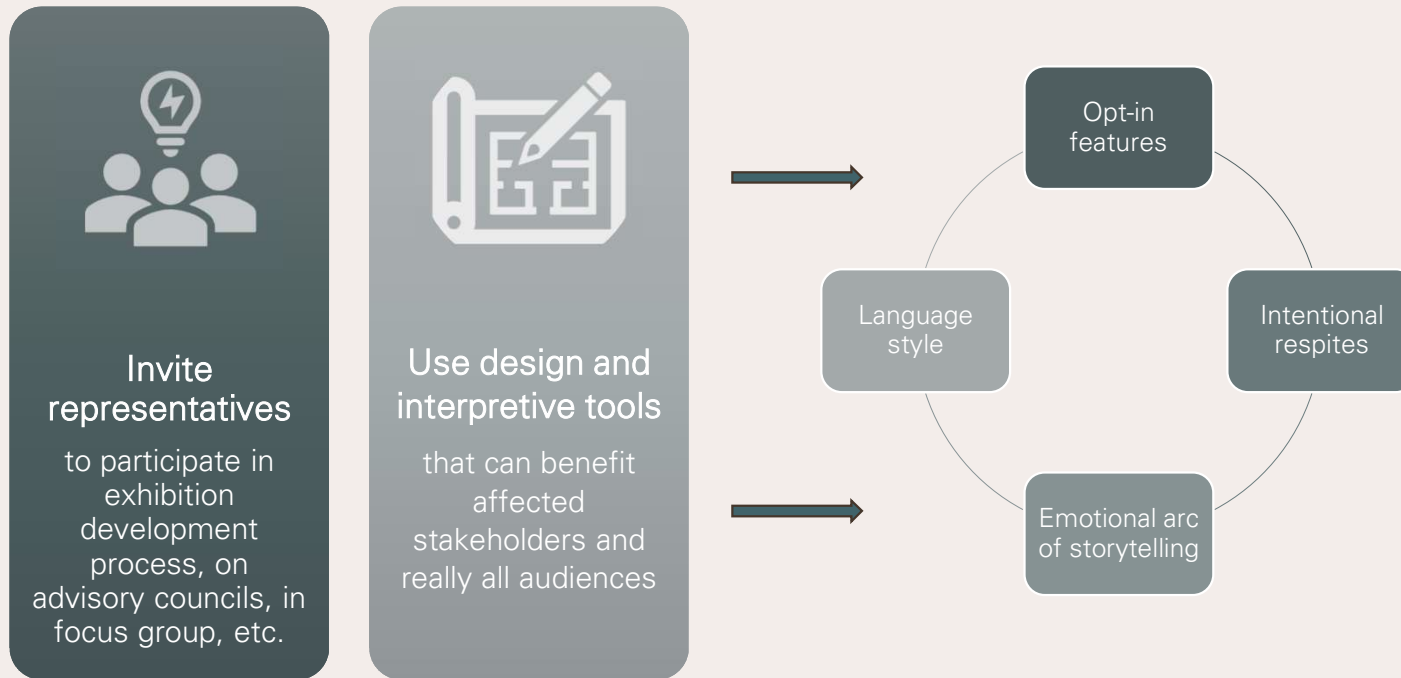 Invite
representatives
to participate in
exhibition
development
process, on
advisory councils, in
focus group, etc.
Use design and
interpretive tools
that can benefit
affected
stakeholders and
really all audiences
Opt-in
features
Intentional
respites
Emotional arc
of storytelling
Language
style